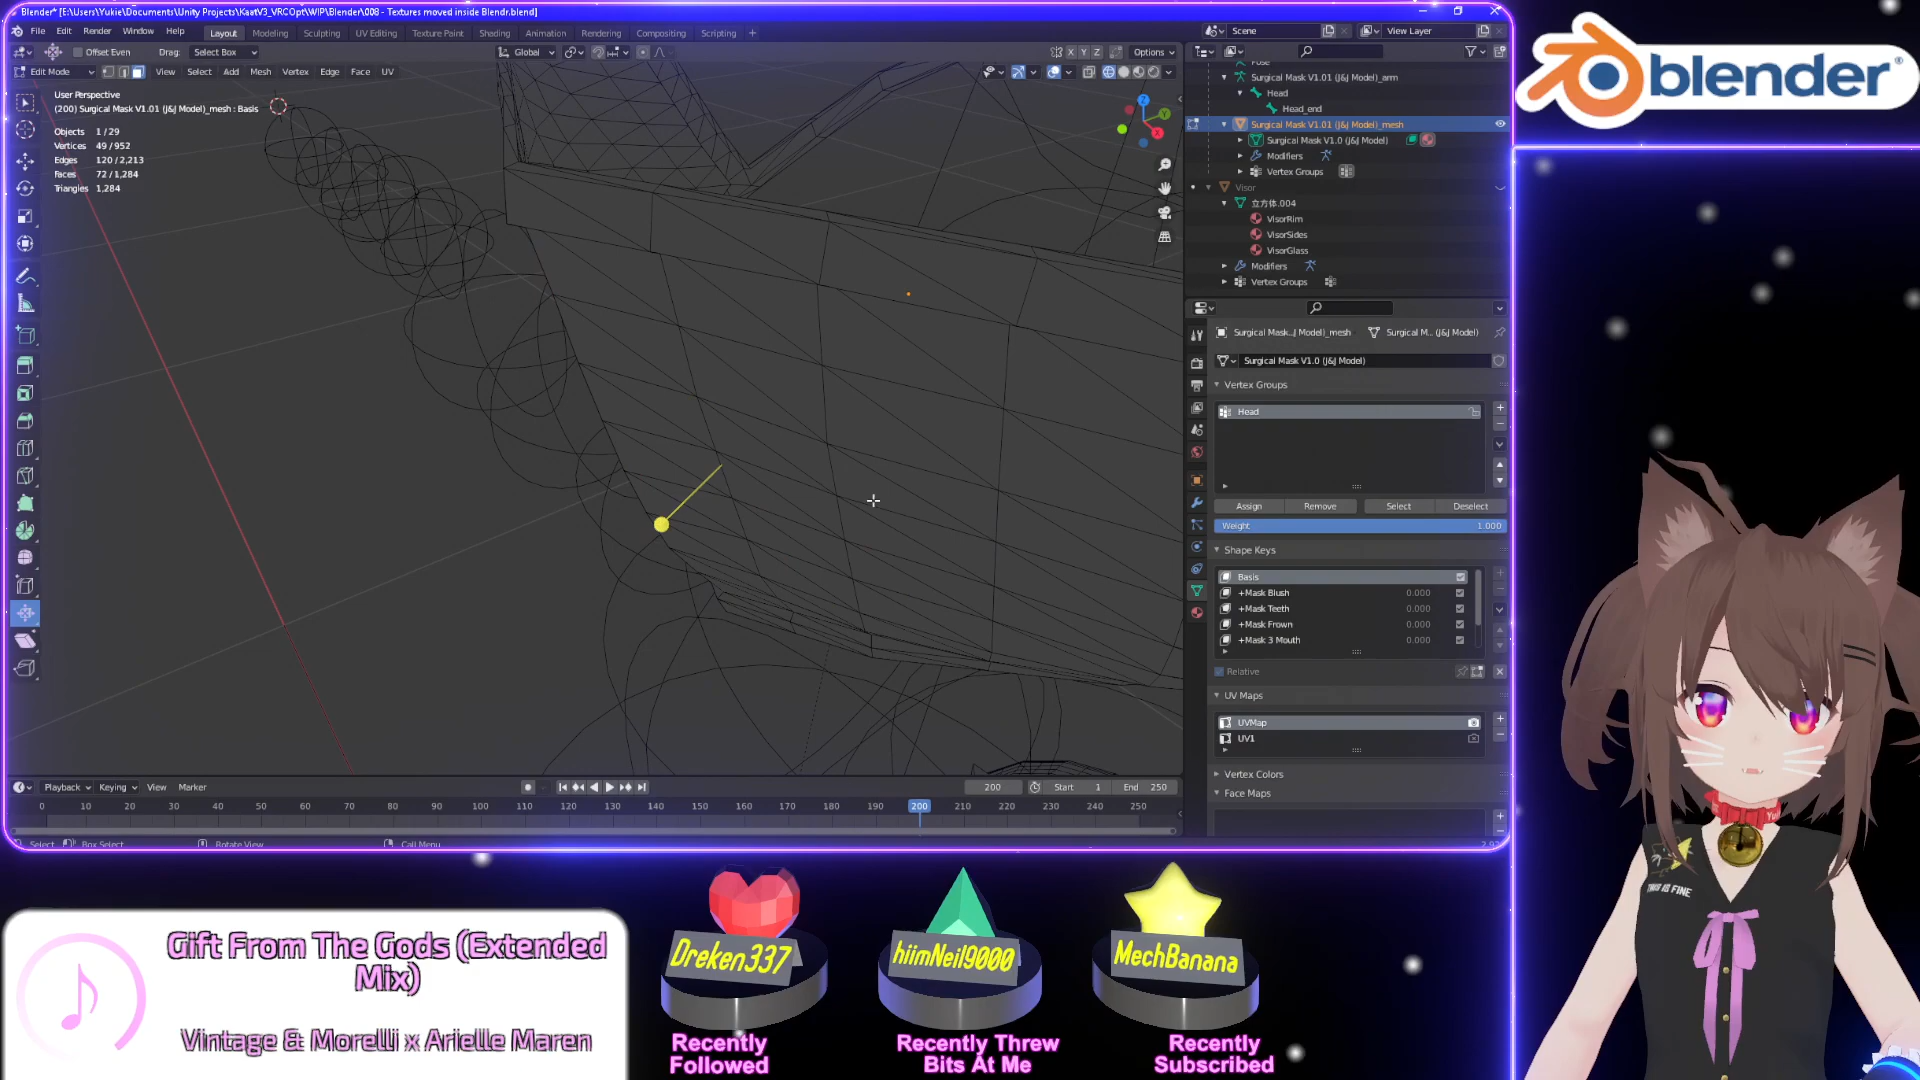 Blender* [E:\Users\Yukie\Documents\Unity Projects\KaatV3_VRCOpt\WIP\Blender\008 - Textures moved inside Blendr.blend]
File Edit Render Window Help Layout Modeling Sculpting UV Editing Texture Paint Shading Animation Rendering Compositing Scripting Scene View Layer
Offset Even Drag: Select Box Global X Y Z Options
Edit Mode View Select Add Mesh Vertex Edge Face UV
User Perspective
(200) Surgical Mask V1.01 (J&J Model)_mesh : Basis
Objects 1 / 29
Vertices 49 / 952
Edges 120 / 2,213
Faces 72 / 1,284
Triangles 1,284
Surgical Mask V1.01 (J&J Model)_arm
Head
Head_end
Surgical Mask V1.01 (J&J Model)_mesh
Surgical Mask V1.0 (J&J Model)
Modifiers
Vertex Groups
Visor
立方体.004
VisorRim
VisorSides
VisorGlass
Modifiers
Vertex Groups
Surgical Mask...J Model)_mesh Surgical M... (J&J Model)
Surgical Mask V1.0 (J&J Model)
Vertex Groups
Head
Assign Remove Select Deselect
Weight 1.000
Shape Keys
Basis
+Mask Blush 0.000
+Mask Teeth 0.000
+Mask Frown 0.000
+Mask 3 Mouth 0.000
Relative
UV Maps
UVMap
UV1
Vertex Colors
Face Maps
Playback Keying View Marker 200 Start 1 End 250
0 10 20 30 40 50 60 70 80 90 100 110 120 130 140 150 160 170 180 190 200 210 220 230 240 250
Select Box Select Rotate View Call Menu
blender
Gift From The Gods (Extended
Mix)
Vintage & Morelli x Arielle Maren
Dreken337
Recently
Followed
hiimNeil9000
Recently Threw
Bits At Me
MechBanana
Recently
Subscribed
THIS IS FINE